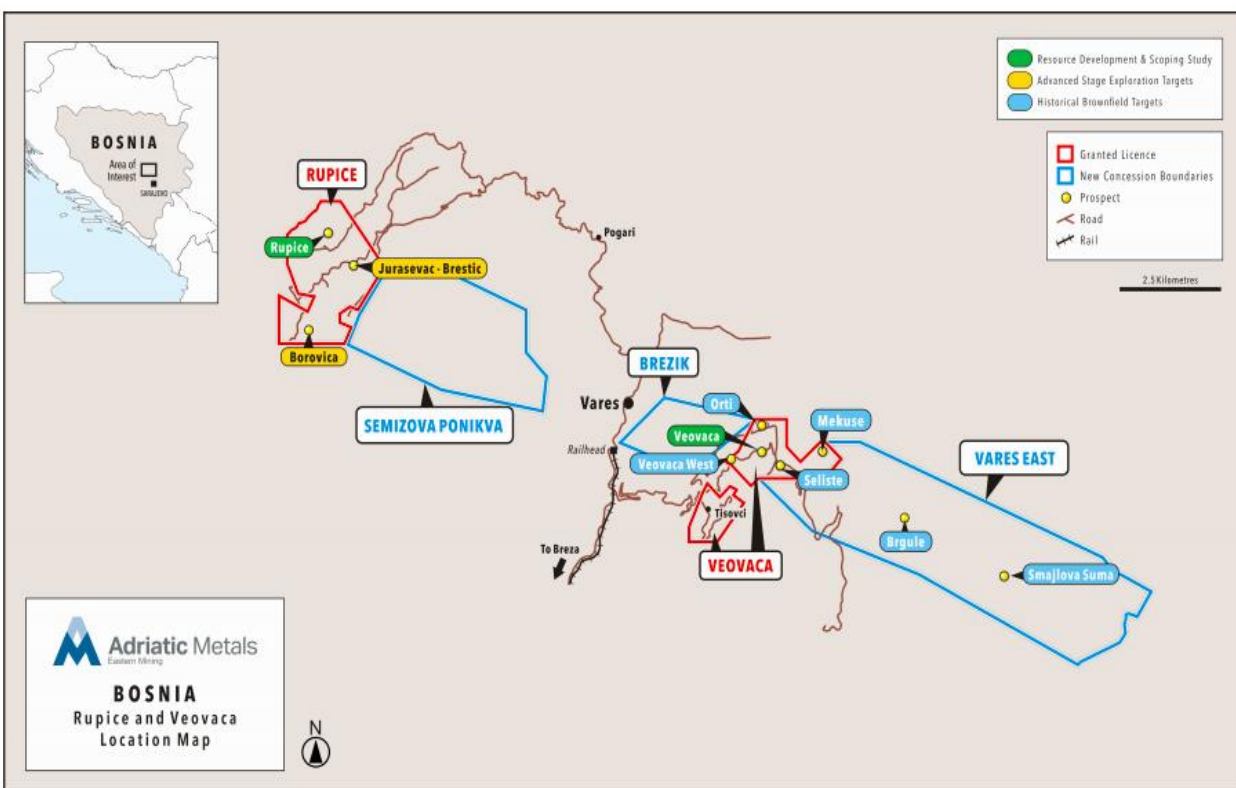 BOSNIA
Area of
Interest
SARAJEVO
Resource Development & Scoping Study
Advanced Stage Exploration Targets
Historical Brownfield Targets
Granted Licence
New Concession Boundaries
Prospect
Road
Rail
2.5 Kilometres
RUPICE
Rupice
Jurasevac - Brestic
Borovica
SEMIZOVA PONIKVA
Pogari
BREZIK
Vares
Orti
Mekuse
Veovaca
Railhead
Veovaca West
Seliste
VARES EAST
Tisovci
Brgule
To Breza
VEOVACA
Smajlova Suma
Adriatic Metals
Eastern Mining
BOSNIA
Rupice and Veovaca
Location Map
N